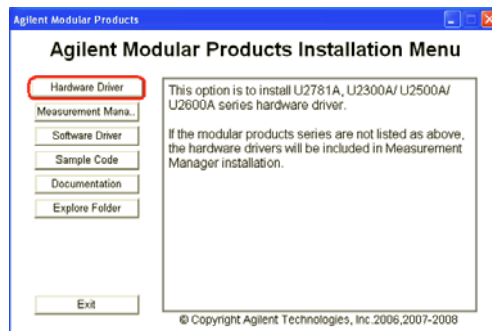 Agilent Modular Products
Agilent Modular Products Installation Menu
Hardware Driver
Measurement Mana..
Software Driver
Sample Code
Documentation
Explore Folder
Exit
This option is to install U2781A, U2300A/ U2500A/
U2600A series hardware driver.
If the modular products series are not listed as above,
the hardware drivers will be included in Measurement
Manager installation.
© Copyright Agilent Technologies, Inc.2006,2007-2008